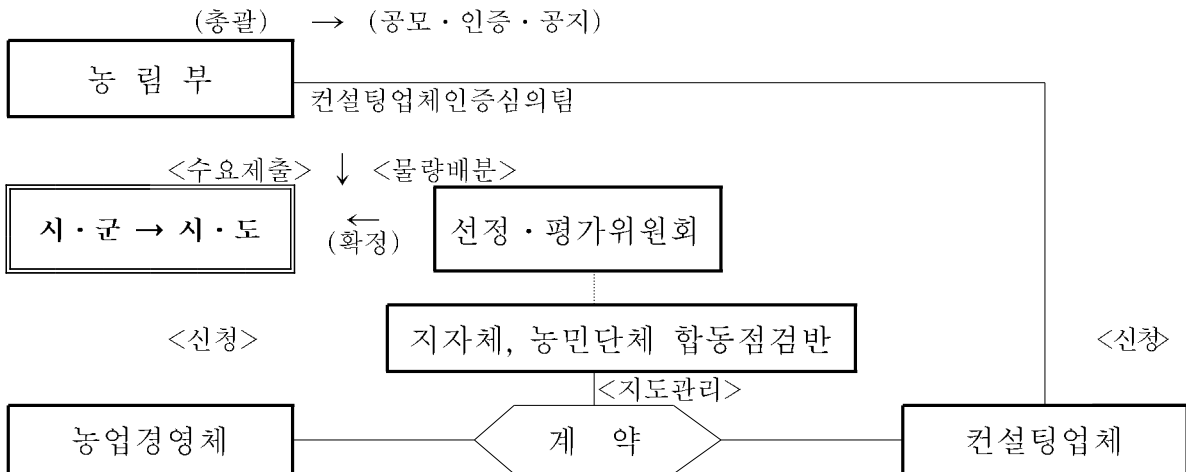 (총괄) → (공모·인증·공지)
농 림 부
컨설팅업체인증심의팀
<수요제출> ↓ <물량배분>
시·군 → 시·도
←
(확정)
선정·평가위원회
<신청>
지자체, 농민단체 합동점검반
<신청>
<지도관리>
농업경영체
계 약
컨설팅업체